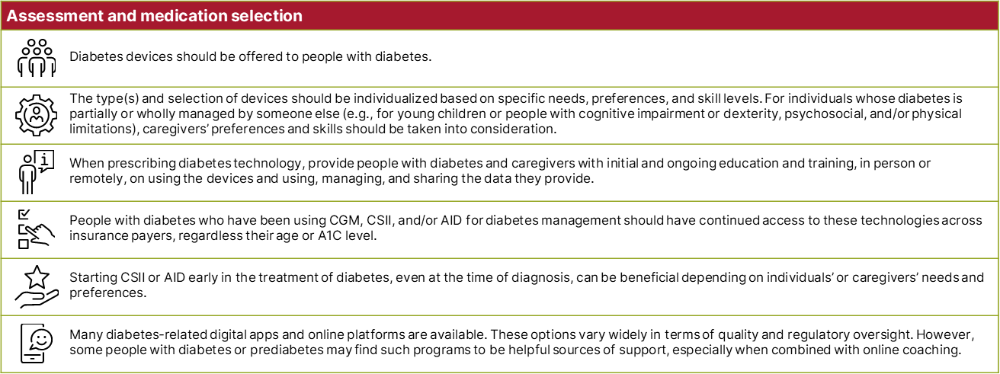 Assessment and medication selection
Diabetes devices should be offered to people with diabetes.
The type(s) and selection of devices should be individualized based on specific needs, preferences, and skill levels. For individuals whose diabetes is
partially or wholly managed by someone else (e.g., for young children or people with cognitive impairment or dexterity, psychosocial, and/or physical
limitations), caregivers’ preferences and skills should be taken into consideration.
i
When prescribing diabetes technology, provide people with diabetes and caregivers with initial and ongoing education and training, in person or
remotely, on using the devices and using, managing, and sharing the data they provide.
People with diabetes who have been using CGM, CSII, and/or AID for diabetes management should have continued access to these technologies across
insurance payers, regardless their age or A1C level.
Starting CSII or AID early in the treatment of diabetes, even at the time of diagnosis, can be beneficial depending on individuals’ or caregivers’ needs and
preferences.
Many diabetes-related digital apps and online platforms are available. These options vary widely in terms of quality and regulatory oversight. However,
some people with diabetes or prediabetes may find such programs to be helpful sources of support, especially when combined with online coaching.